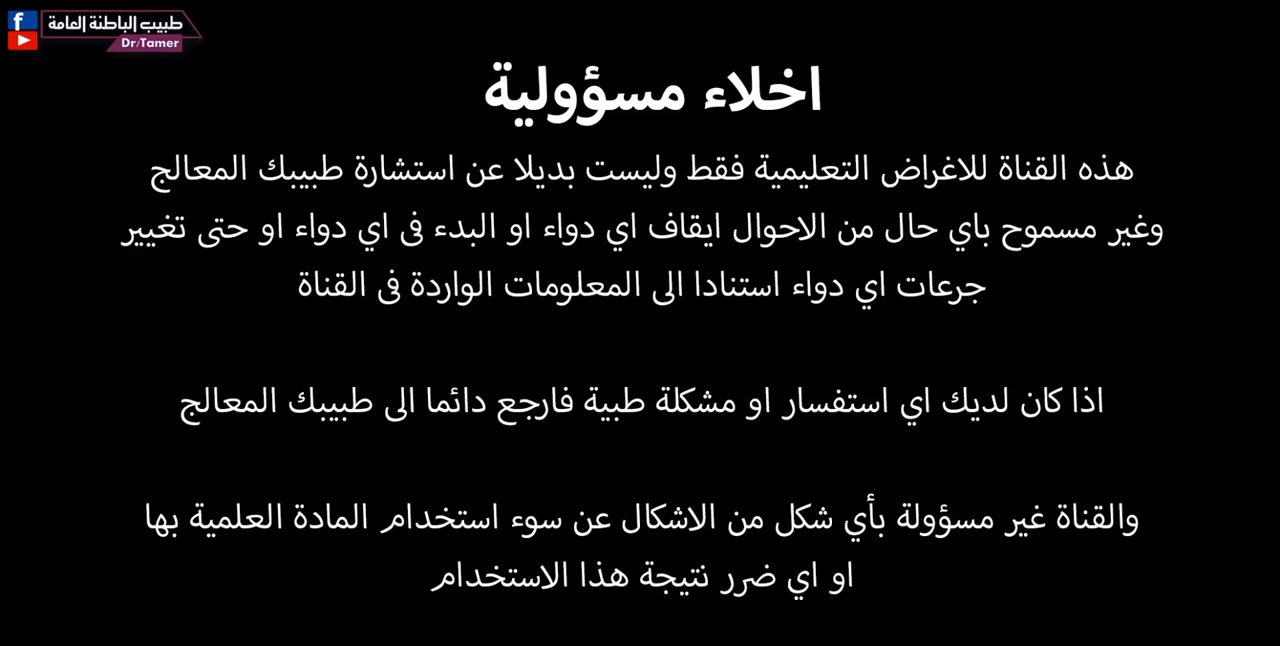 طبيب الباطنة العامة
Dr/Tamer
اخلاء مسؤولية
هذه القناة للاغراض التعليمية فقط وليست بديلا عن استشارة طبيبك المعالج
وغير مسموح باي حال من الاحوال ايقاف اي دواء او البدء فى اي دواء او حتى تغيير
جرعات اي دواء استنادا الى المعلومات الواردة فى القناة
اذا كان لديك اي استفسار او مشكلة طبية فارجع دائما الى طبيبك المعالج
والقناة غير مسؤولة بأي شكل من الاشكال عن سوء استخدام المادة العلمية بها
او اي ضرر نتيجة هذا الاستخدام